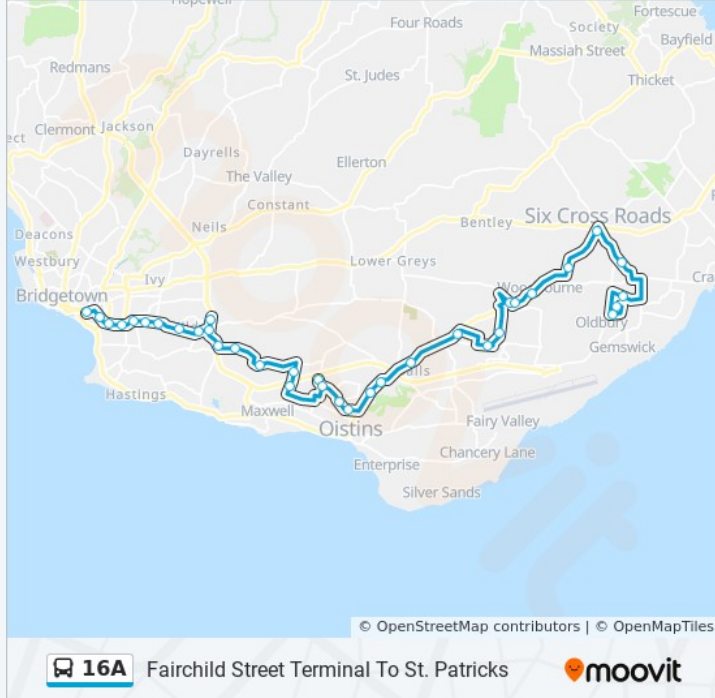 Hopewell
Fortescue
Four Roads
Society
Bayfield
Massiah Street
Redmans
St. Judes
Thicket
ect
Clermont
Jackson
Dayrells
Ellerton
The Valley
Constant
Six Cross Roads
Bentley
Neils
Deacons
Westbury
Lower Greys
Ivy
Cra
Bridgetown
Oldbury
Gemswick
alls
Hastings
Maxwell
Oistins
Fairy Valley
Chancery Lane
Enterprise
Silver Sands
© OpenStreetMap contributors | © OpenMapTiles
16A Fairchild Street Terminal To St. Patricks moovit